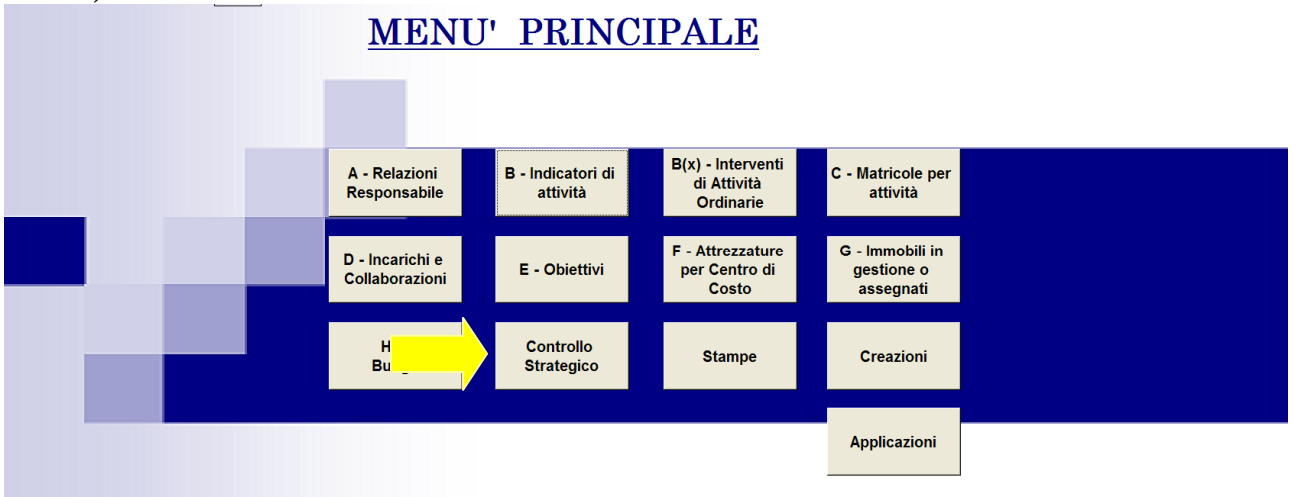 MENU' PRINCIPALE
A - Relazioni
Responsabile
B - Indicatori di
attività
B(x) - Interventi
di Attività
Ordinarie
C - Matricole per
attività
D - Incarichi e
Collaborazioni
E - Obiettivi
F - Attrezzature
per Centro di
Costo
G - Immobili in
gestione o
assegnati
Controllo
Strategico
Stampe
Creazioni
Applicazioni